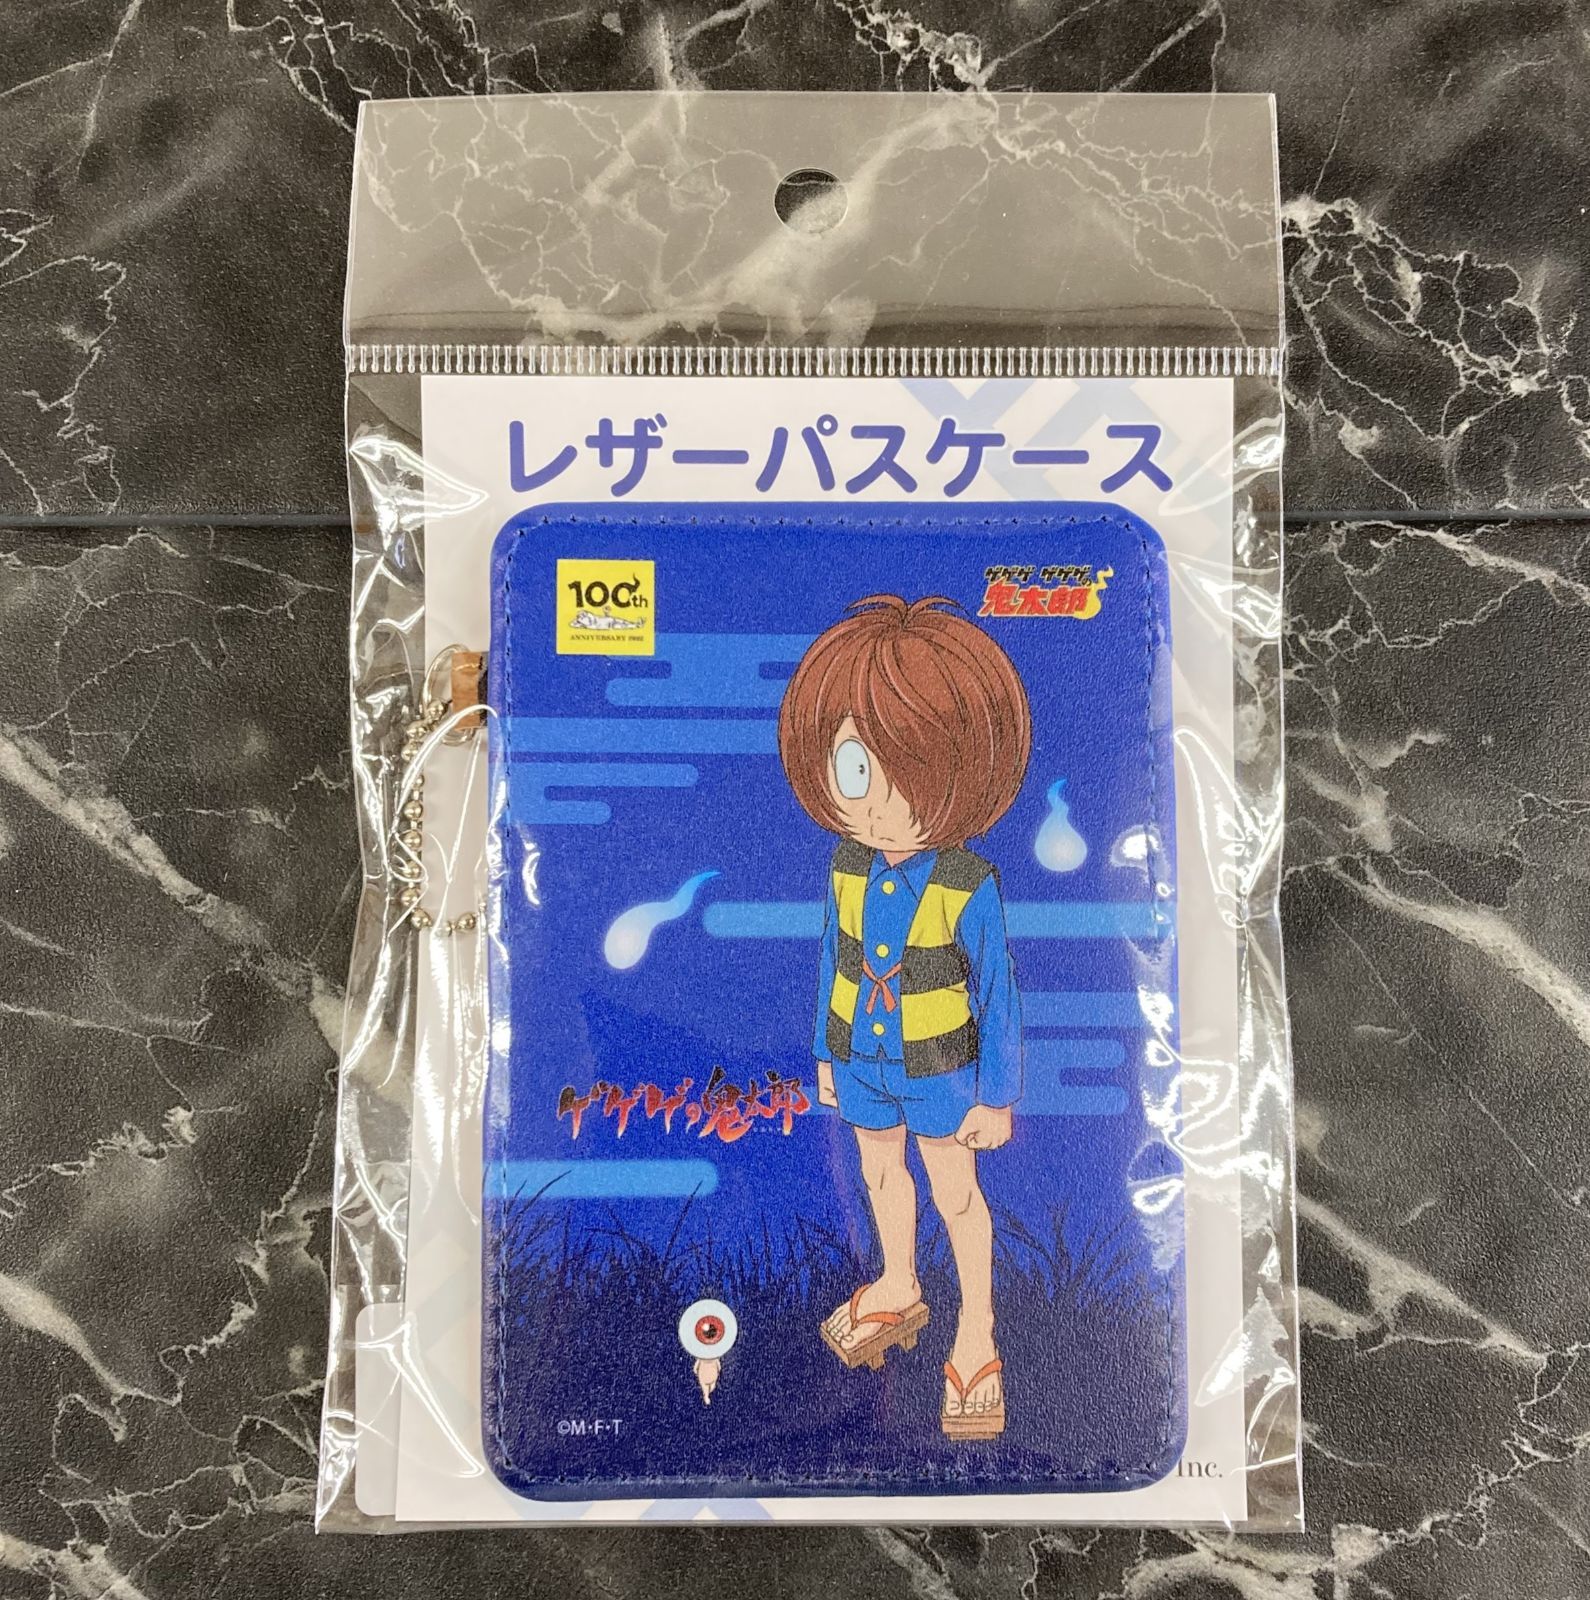 レザーパスケース
100th
ANNIVERSARY 2022
ゲゲゲ ゲゲゲの
鬼太郎
ゲゲゲの鬼太郎
©M・F・T
Inc.